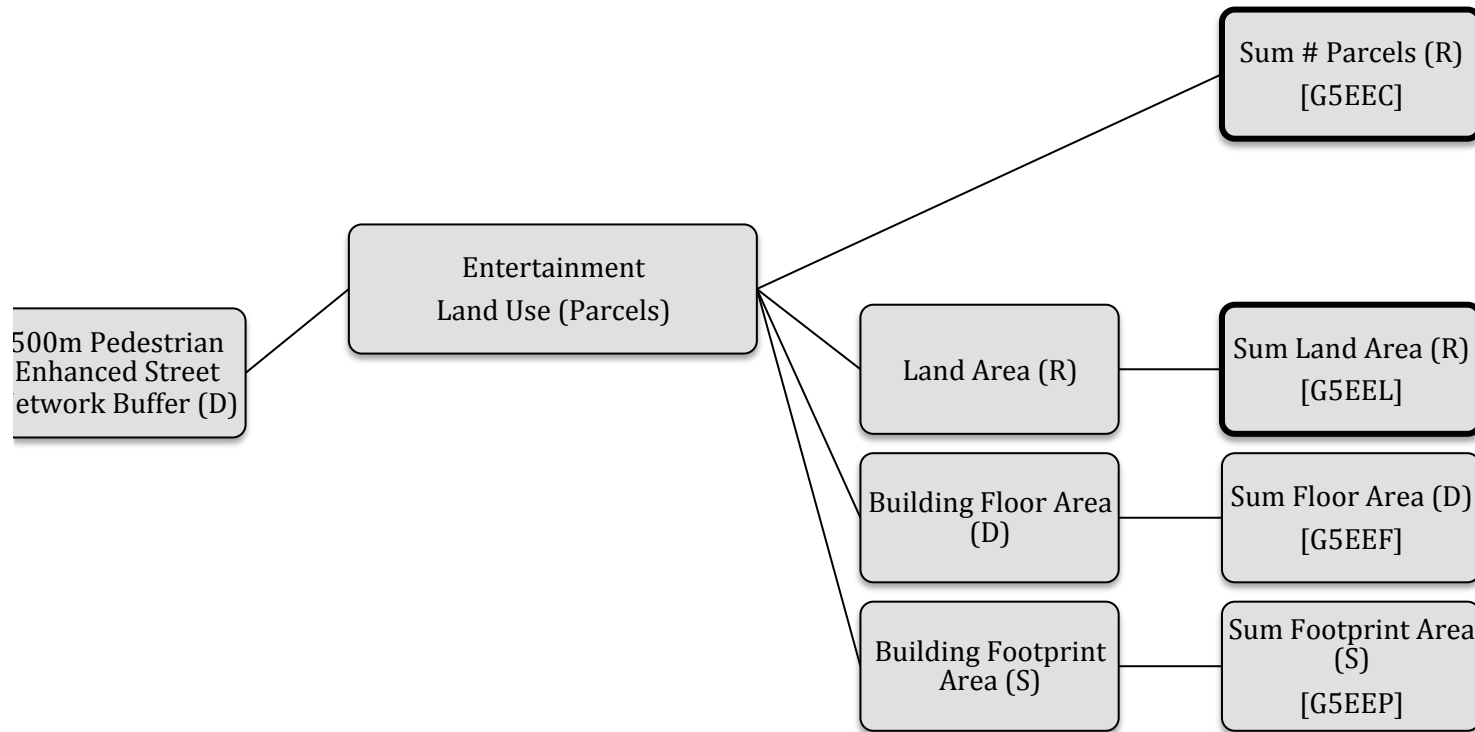 500m Pedestrian
Enhanced Street
Network Buffer (D)
Entertainment
Land Use (Parcels)
Sum # Parcels (R)
[G5EEC]
Land Area (R)
Sum Land Area (R)
[G5EEL]
Building Floor Area
(D)
Sum Floor Area (D)
[G5EEF]
Building Footprint
Area (S)
Sum Footprint Area
(S)
[G5EEP]